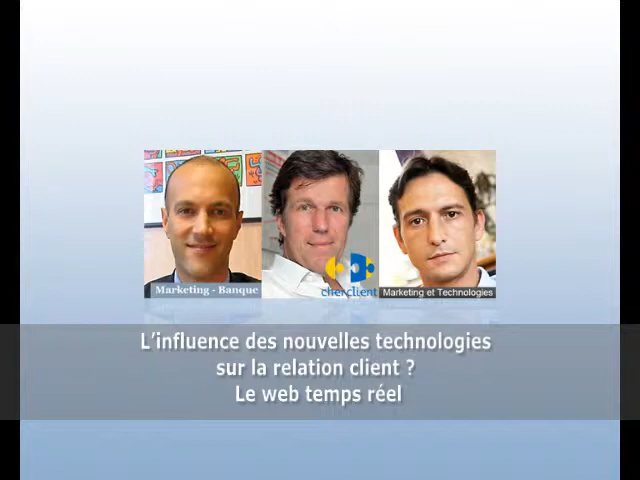 Marketing - Banque
cherclient
Marketing et Technologies
L'influence des nouvelles technologies
sur la relation client ?
Le web temps réel